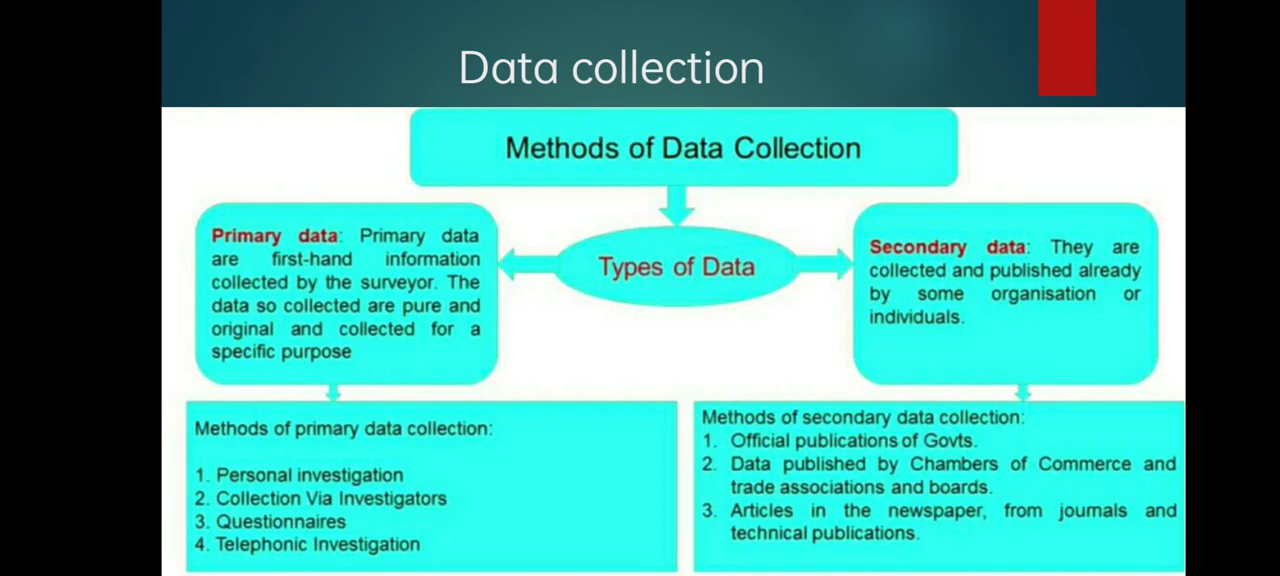 Data collection
Methods of Data Collection
Types of Data
Primary data: Primary data
are first-hand information
collected by the surveyor. The
data so collected are pure and
original and collected for a
specific purpose
Secondary data: They are
collected and published already
by some organisation or
individuals.
Methods of primary data collection:
1. Personal investigation
2. Collection Via Investigators
3. Questionnaires
4. Telephonic Investigation
Methods of secondary data collection:
1. Official publications of Govts.
2. Data published by Chambers of Commerce and
trade associations and boards.
3. Articles in the newspaper, from journals and
technical publications.